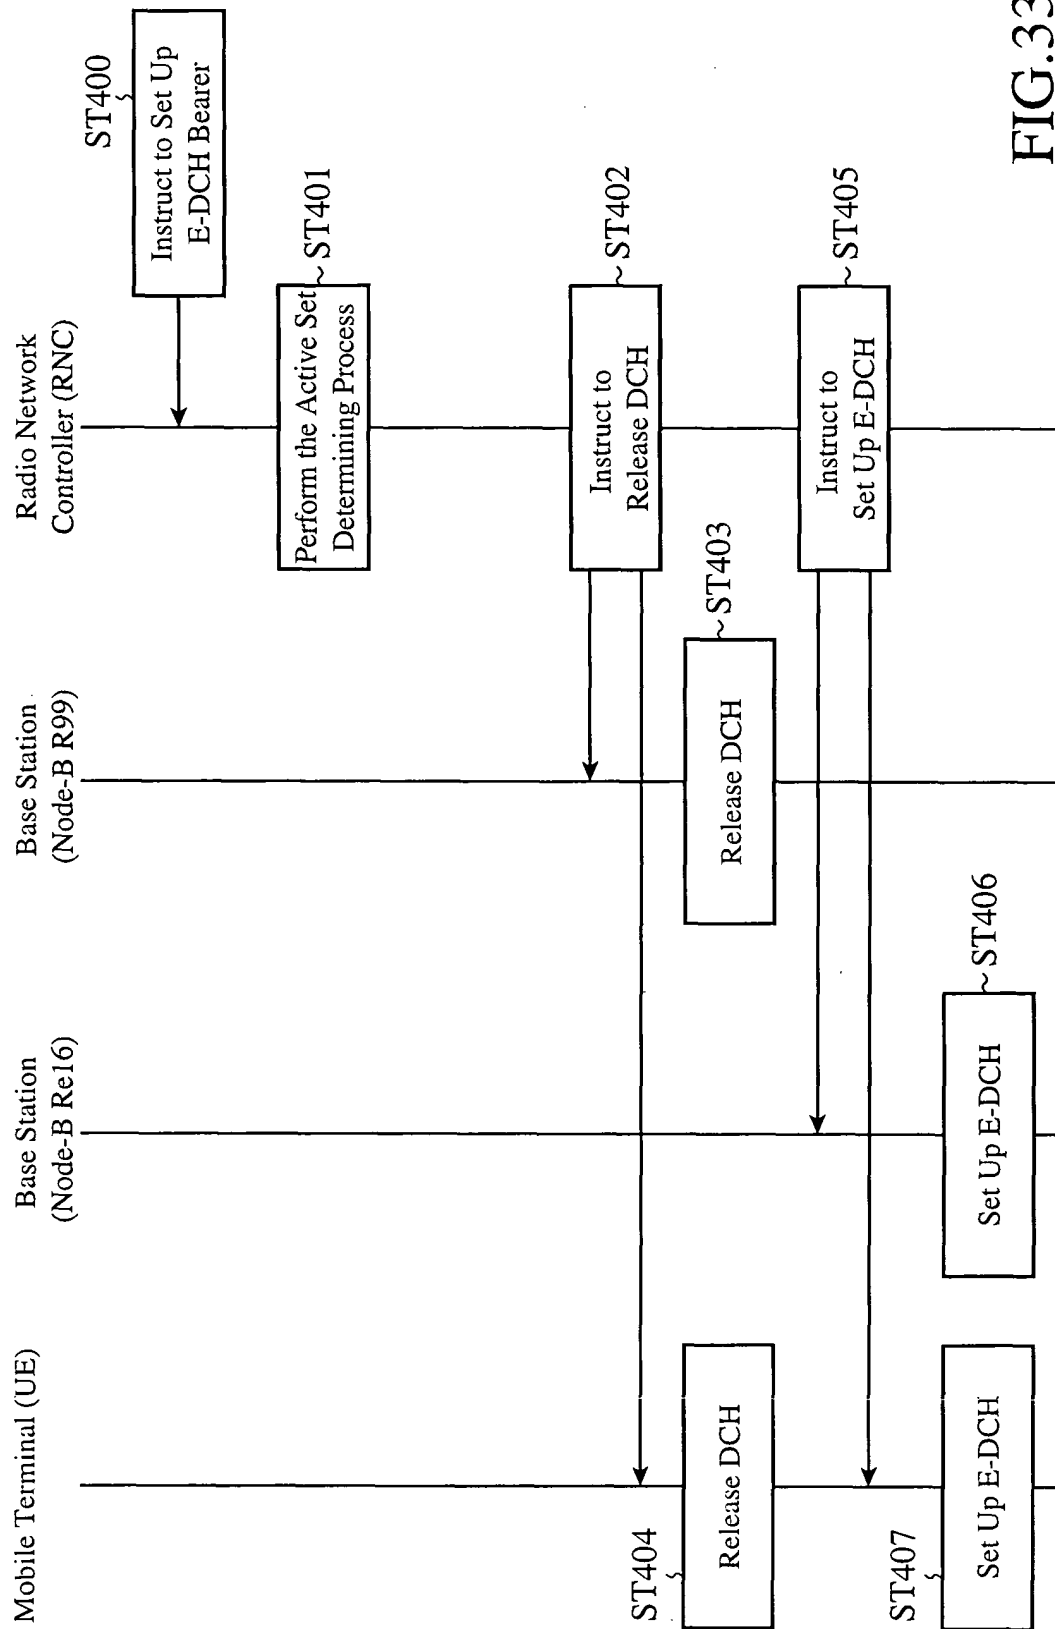 Mobile Terminal (UE)
Base Station
(Node-B Re16)
Base Station
(Node-B R99)
Radio Network
Controller (RNC)
ST400
Instruct to Set Up
E-DCH Bearer
Perform the Active Set
Determining Process
ST401
Instruct to
Release DCH
ST402
ST403
Release DCH
ST404
Release DCH
Instruct to
Set Up E-DCH
ST405
Set Up E-DCH
ST406
ST407
Set Up E-DCH
FIG.33